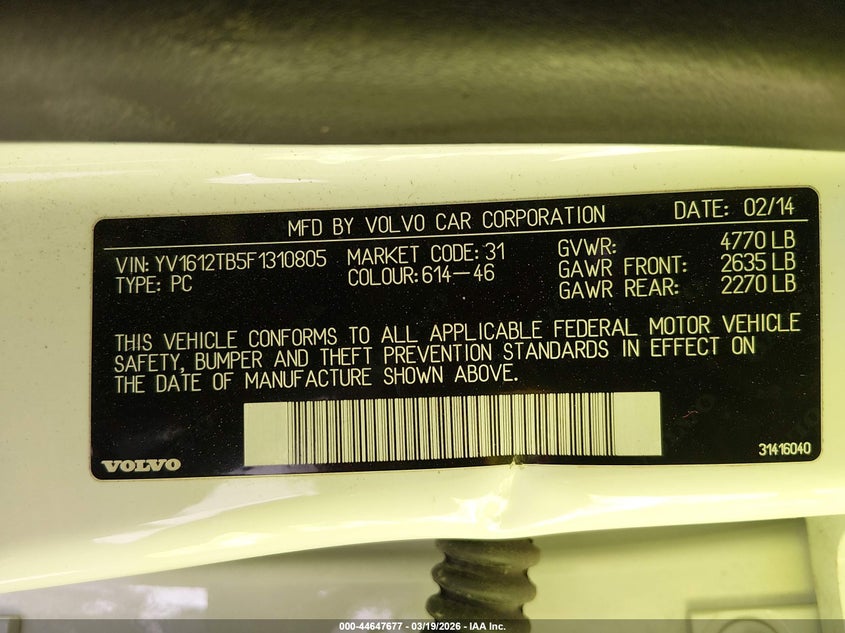 MFD BY VOLVO CAR CORPORATION DATE: 02/14
VIN: YV1612TB5F1310805 MARKET CODE: 31 GVWR: 4770 LB
TYPE: PC COLOUR: 614-46 GAWR FRONT: 2635 LB
GAWR REAR: 2270 LB
THIS VEHICLE CONFORMS TO ALL APPLICABLE FEDERAL MOTOR VEHICLE
SAFETY, BUMPER AND THEFT PREVENTION STANDARDS IN EFFECT ON
THE DATE OF MANUFACTURE SHOWN ABOVE.
VOLVO 31416040
000-44647677 - 03/19/2026 - IAA Inc.